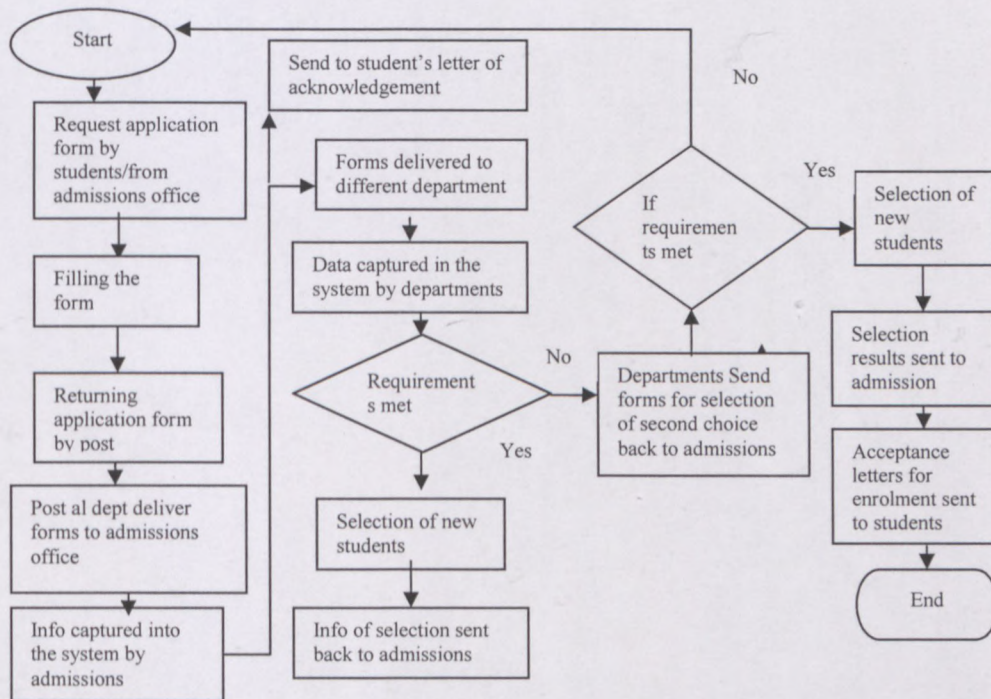 Start
Request application
form by
students/from
admissions office
Filling the
form
Returning
application form
by post
Post al dept deliver
forms to admissions
office
Info captured into
the system by
admissions
Send to student's letter of
acknowledgement
Forms delivered to
different department
Data captured in the
system by departments
Requirement
s met
No
Yes
Selection of new
students
Info of selection sent
back to admissions
Departments Send
forms for selection
of second choice
back to admissions
If
requiremen
ts met
No
Yes
Selection of
new
students
Selection
results sent to
admission
Acceptance
letters for
enrolment sent
to students
End